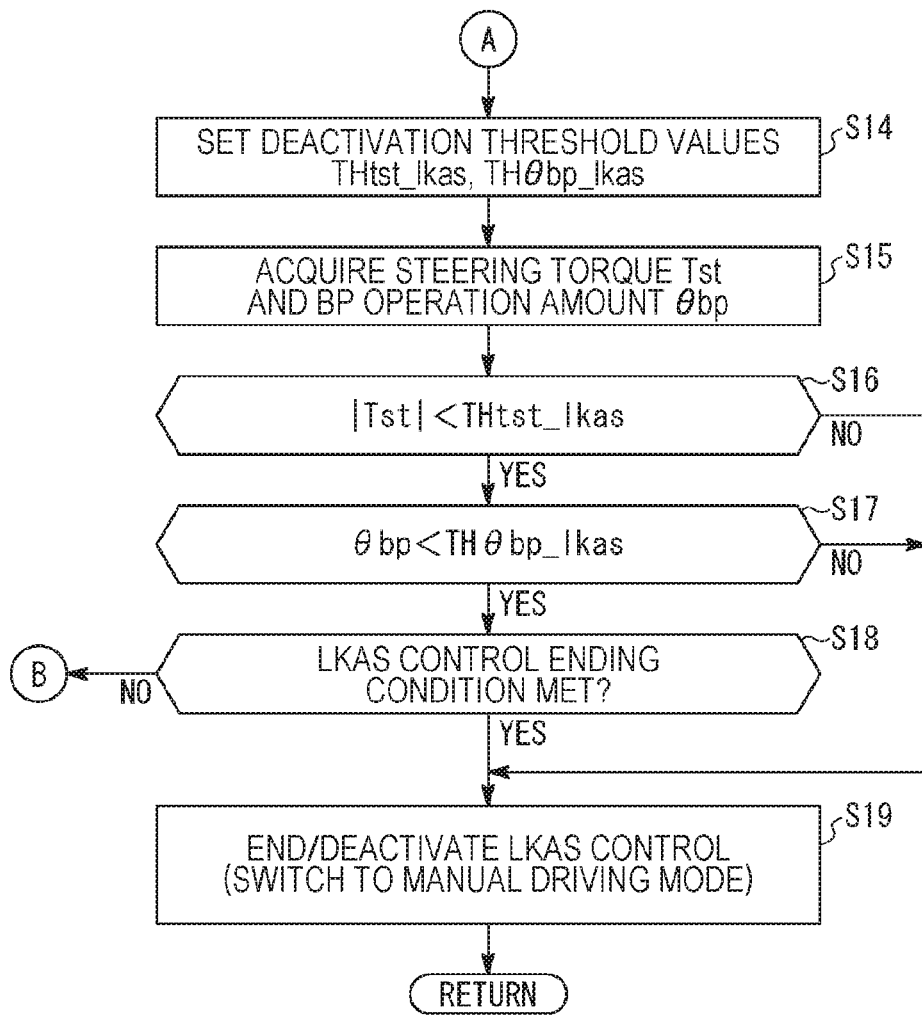 A
S14
SET DEACTIVATION THRESHOLD VALUES
THtst_lkas, THθbp_lkas
S15
ACQUIRE STEERING TORQUE Tst
AND BP OPERATION AMOUNT θbp
S16
|Tst|<THtst_lkas
NO
YES
S17
θbp<THθbp_lkas
NO
YES
S18
LKAS CONTROL ENDING
CONDITION MET?
B
NO
YES
S19
END/DEACTIVATE LKAS CONTROL
(SWITCH TO MANUAL DRIVING MODE)
RETURN